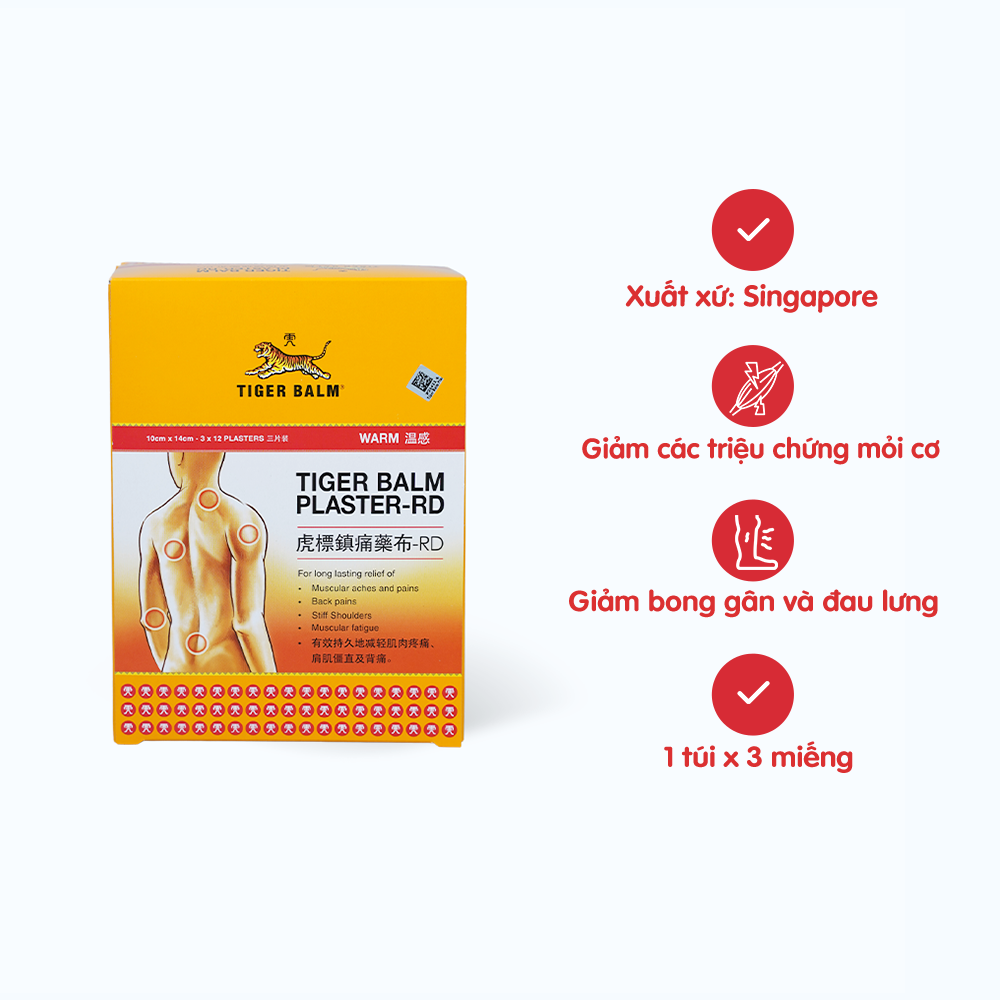 TIGER BALM
TIGER BALM®
10cm x 14cm - 3 x 12 PLASTERS 三片装
WARM 温感
TIGER BALM
PLASTER-RD
虎標鎮痛藥布-RD
For long lasting relief of
• Muscular aches and pains
• Back pains
• Stiff Shoulders
• Muscular fatigue
• 有效持久地减轻肌肉疼痛、
肩肌僵直及背痛。
Xuất xứ: Singapore
Giảm các triệu chứng mỏi cơ
Giảm bong gân và đau lưng
1 túi x 3 miếng